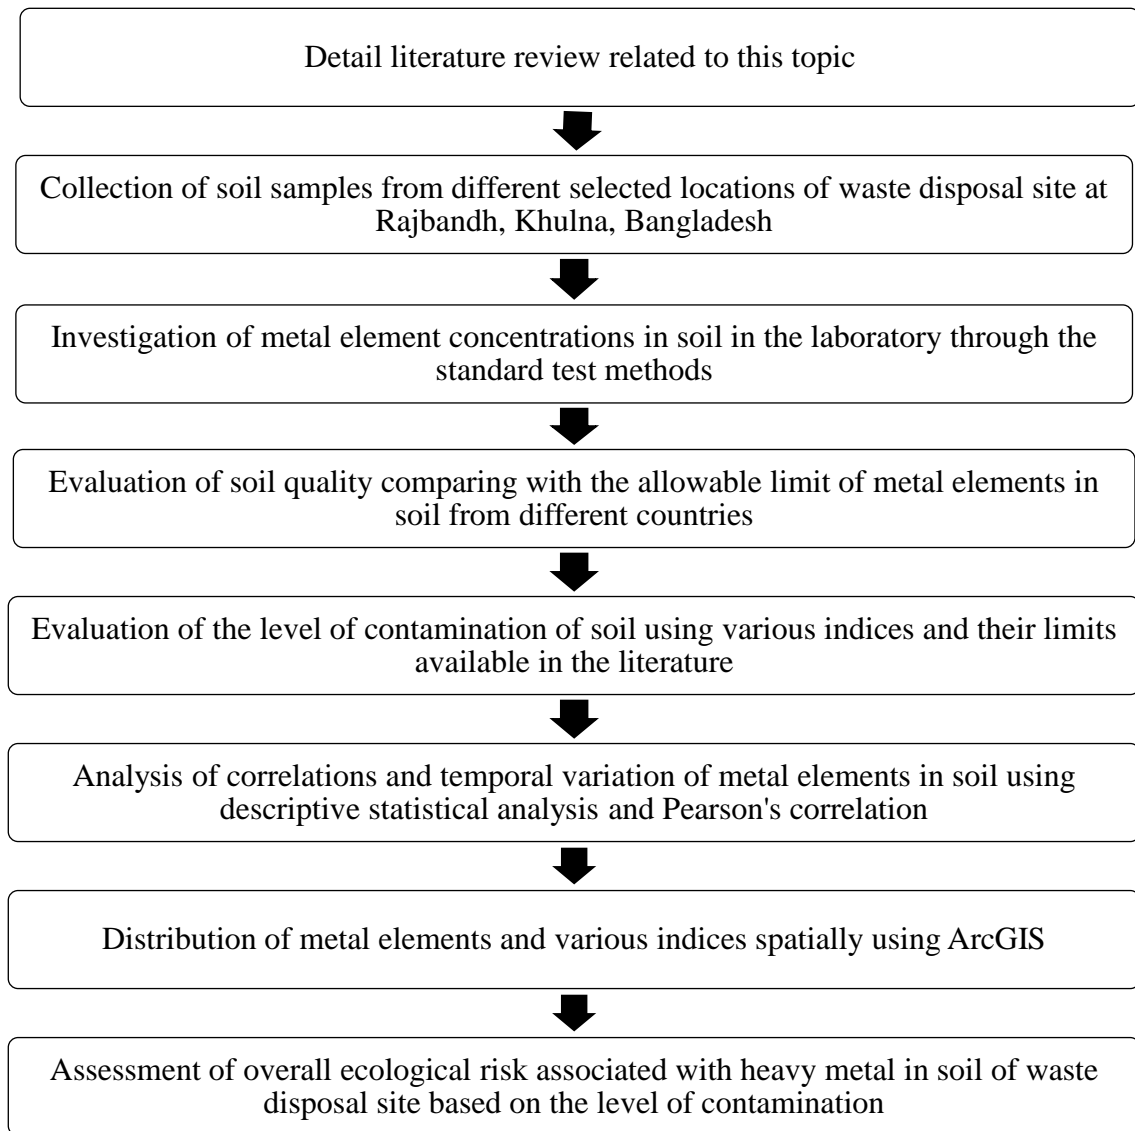 Detail literature review related to this topic
Collection of soil samples from different selected locations of waste disposal site at
Rajbandh, Khulna, Bangladesh
Investigation of metal element concentrations in soil in the laboratory through the
standard test methods
Evaluation of soil quality comparing with the allowable limit of metal elements in
soil from different countries
Evaluation of the level of contamination of soil using various indices and their limits
available in the literature
Analysis of correlations and temporal variation of metal elements in soil using
descriptive statistical analysis and Pearson's correlation
Distribution of metal elements and various indices spatially using ArcGIS
Assessment of overall ecological risk associated with heavy metal in soil of waste
disposal site based on the level of contamination